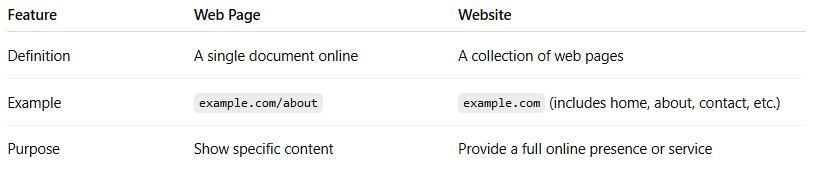 Feature Web Page Website
Definition A single document online A collection of web pages
Example example.com/about example.com (includes home, about, contact, etc.)
Purpose Show specific content Provide a full online presence or service